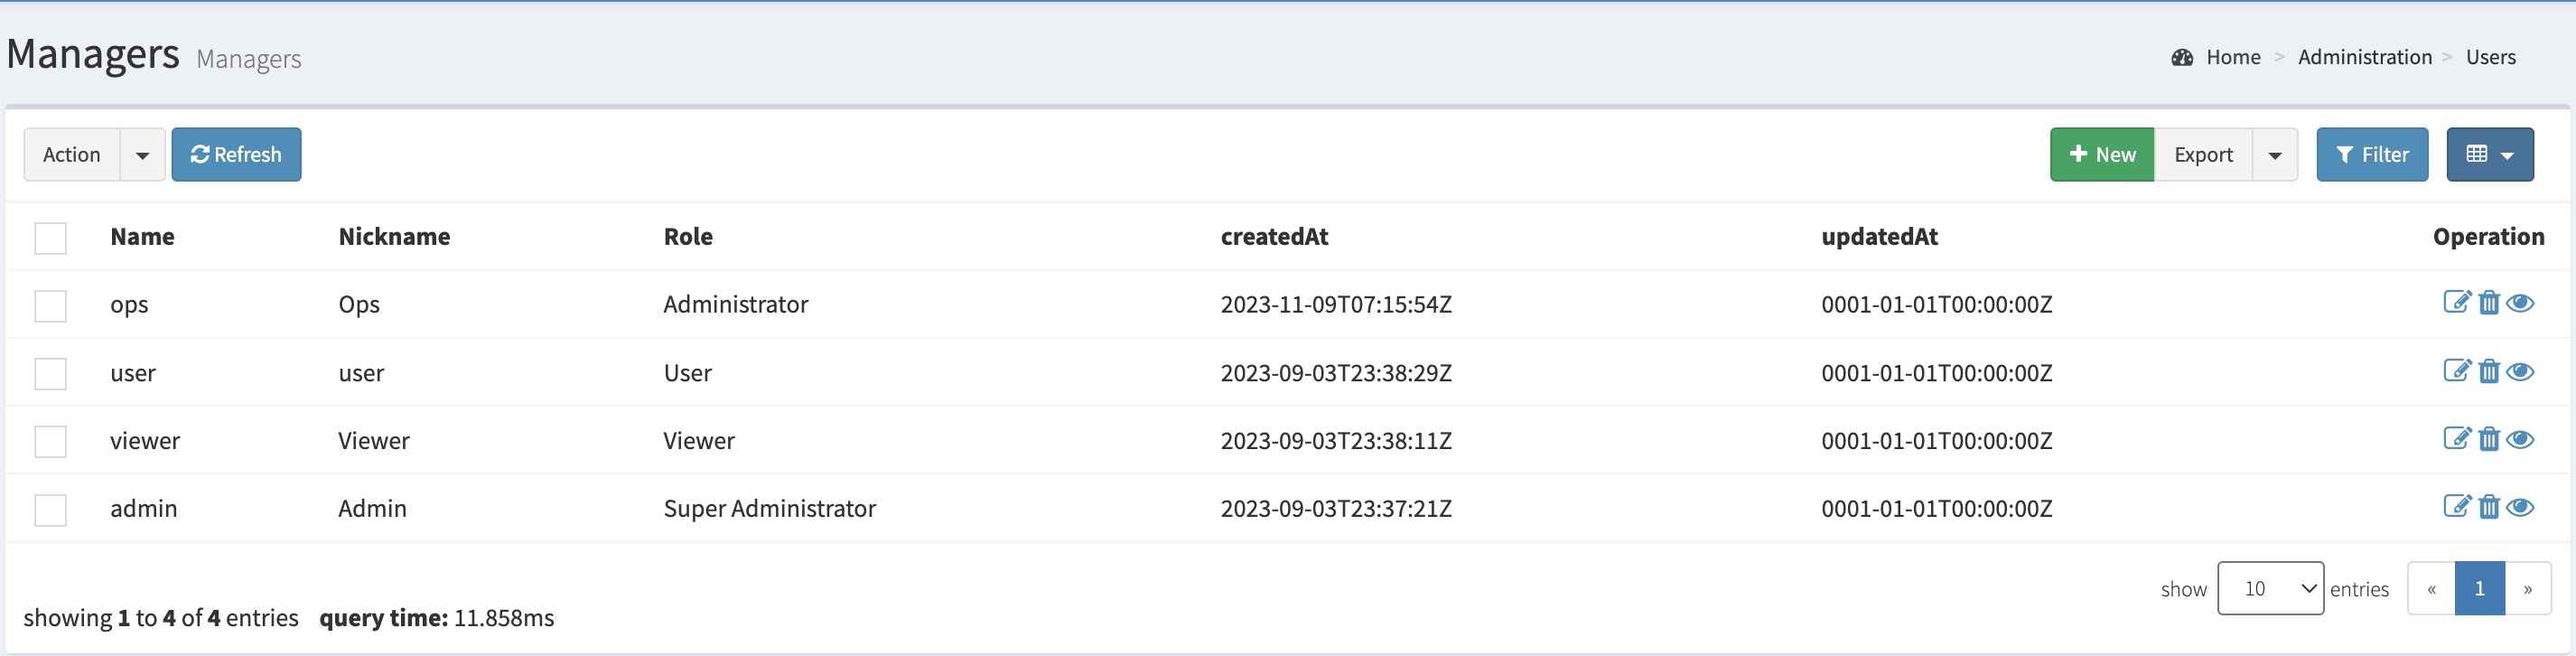 Managers Managers
Home > Administration > Users
Action Refresh New Export Filter
Name Nickname Role createdAt updatedAt Operation
ops Ops Administrator 2023-11-09T07:15:54Z 0001-01-01T00:00:00Z
user user User 2023-09-03T23:38:29Z 0001-01-01T00:00:00Z
viewer Viewer Viewer 2023-09-03T23:38:11Z 0001-01-01T00:00:00Z
admin Admin Super Administrator 2023-09-03T23:37:21Z 0001-01-01T00:00:00Z
show 10 entries « 1 »
showing 1 to 4 of 4 entries query time: 11.858ms